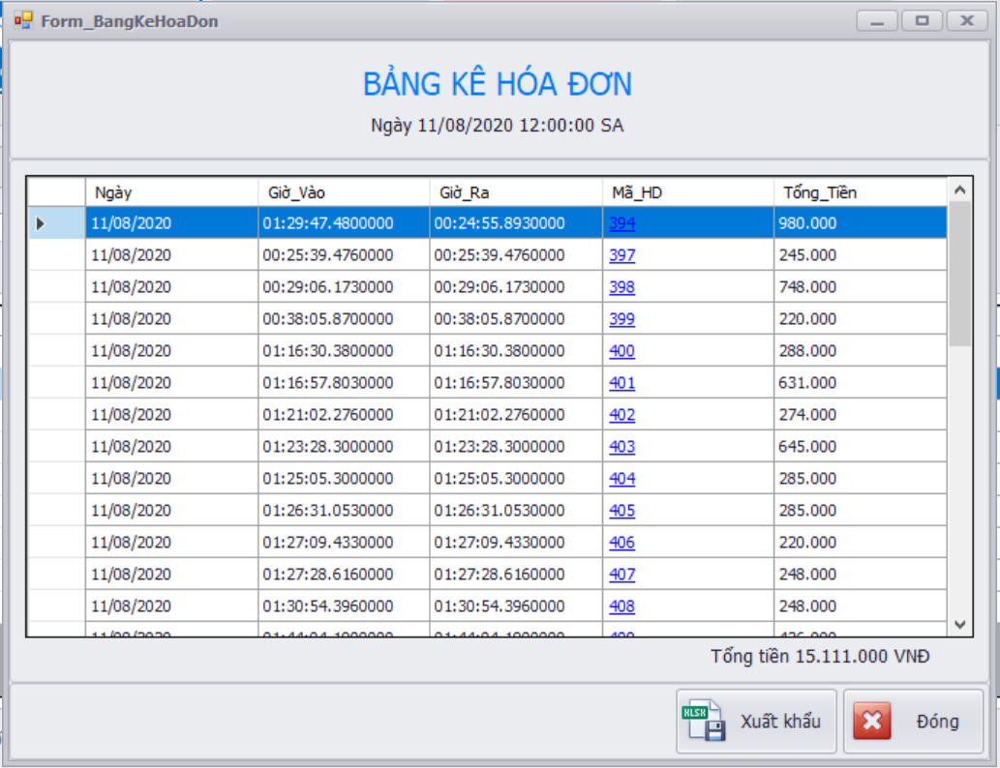 Form_BangKeHoaDon
BẢNG KÊ HÓA ĐƠN
Ngày 11/08/2020 12:00:00 SA
Ngày Giờ_Vào Giờ_Ra Mã_HD Tổng_Tiền
11/08/2020 01:29:47.4800000 00:24:55.8930000 394 980.000
11/08/2020 00:25:39.4760000 00:25:39.4760000 397 245.000
11/08/2020 00:29:06.1730000 00:29:06.1730000 398 748.000
11/08/2020 00:38:05.8700000 00:38:05.8700000 399 220.000
11/08/2020 01:16:30.3800000 01:16:30.3800000 400 288.000
11/08/2020 01:16:57.8030000 01:16:57.8030000 401 631.000
11/08/2020 01:21:02.2760000 01:21:02.2760000 402 274.000
11/08/2020 01:23:28.3000000 01:23:28.3000000 403 645.000
11/08/2020 01:25:05.3000000 01:25:05.3000000 404 285.000
11/08/2020 01:26:31.0530000 01:26:31.0530000 405 285.000
11/08/2020 01:27:09.4330000 01:27:09.4330000 406 220.000
11/08/2020 01:27:28.6160000 01:27:28.6160000 407 248.000
11/08/2020 01:30:54.3960000 01:30:54.3960000 408 248.000
Tổng tiền 15.111.000 VNĐ
XLSX Xuất khẩu Đóng